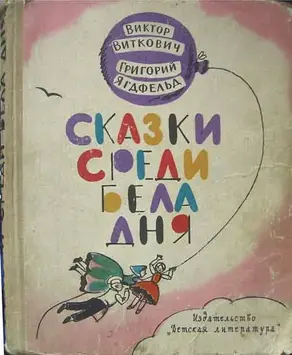 ВИКТОР
ВИТКОВИЧ
ГРИГОРИЙ
ЯГДФЕЛЬД
СКАЗКИ
СРЕДИ
БЕЛА
ДНЯ
Издательство
„Детская литература"